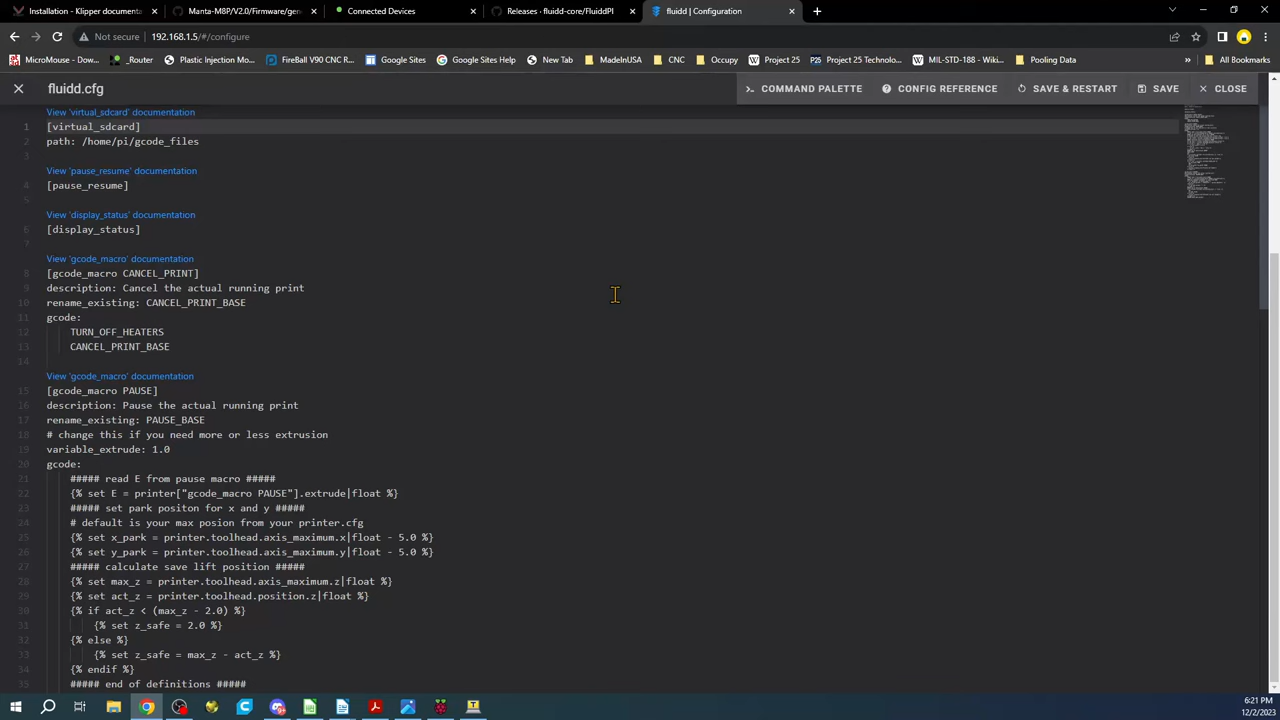 Installation - Klipper documenta
Manta-M8P/V2.0/Firmware/gen
Connected Devices
Releases · fluidd-core/FluiddPI
fluidd | Configuration
Not secure
192.168.1.5/#/configure
MicroMouse - Dow...
_Router
Plastic Injection Mo...
FireBall V90 CNC R...
Google Sites
Google Sites Help
New Tab
MadeInUSA
CNC
Occupy
Project 25
Project 25 Technolo...
MIL-STD-188 - Wiki...
Pooling Data
»
All Bookmarks
fluidd.cfg
COMMAND PALETTE
CONFIG REFERENCE
SAVE & RESTART
SAVE
CLOSE
View 'virtual_sdcard' documentation
1 [virtual_sdcard]
2 path: /home/pi/gcode_files
3
View 'pause_resume' documentation
4 [pause_resume]
5
View 'display_status' documentation
6 [display_status]
7
View 'gcode_macro' documentation
8 [gcode_macro CANCEL_PRINT]
9 description: Cancel the actual running print
10 rename_existing: CANCEL_PRINT_BASE
11 gcode:
12 TURN_OFF_HEATERS
13 CANCEL_PRINT_BASE
14
View 'gcode_macro' documentation
15 [gcode_macro PAUSE]
16 description: Pause the actual running print
17 rename_existing: PAUSE_BASE
18 # change this if you need more or less extrusion
19 variable_extrude: 1.0
20 gcode:
21 ##### read E from pause macro #####
22 {% set E = printer["gcode_macro PAUSE"].extrude|float %}
23 ##### set park positon for x and y #####
24 # default is your max posion from your printer.cfg
25 {% set x_park = printer.toolhead.axis_maximum.x|float - 5.0 %}
26 {% set y_park = printer.toolhead.axis_maximum.y|float - 5.0 %}
27 ##### calculate save lift position #####
28 {% set max_z = printer.toolhead.axis_maximum.z|float %}
29 {% set act_z = printer.toolhead.position.z|float %}
30 {% if act_z < (max_z - 2.0) %}
31 {% set z_safe = 2.0 %}
32 {% else %}
33 {% set z_safe = max_z - act_z %}
34 {% endif %}
35 ##### end of definitions #####
6:21 PM
12/2/2023